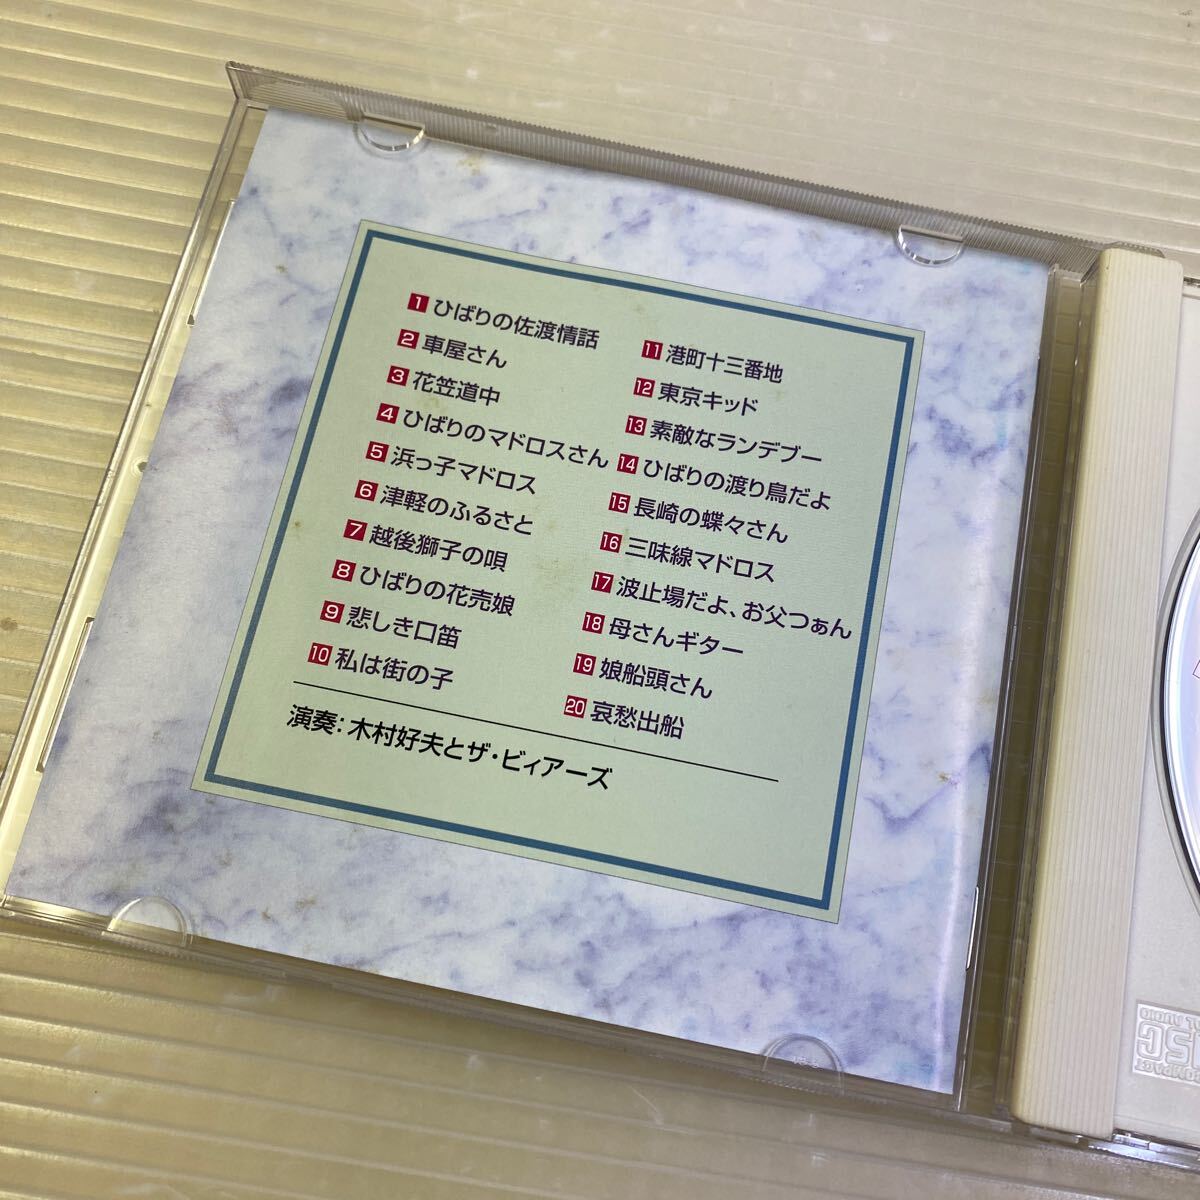 1 ひばりの佐渡情話
2 車屋さん
3 花笠道中
4 ひばりのマドロスさん
5 浜っ子マドロス
6 津軽のふるさと
7 越後獅子の唄
8 ひばりの花売娘
9 悲しき口笛
10 私は街の子
11 港町十三番地
12 東京キッド
13 素敵なランデブー
14 ひばりの渡り鳥だよ
15 長崎の蝶々さん
16 三味線マドロス
17 波止場だよ、お父つぁん
18 母さんギター
19 娘船頭さん
20 哀愁出船
演奏：木村好夫とザ・ビィアーズ